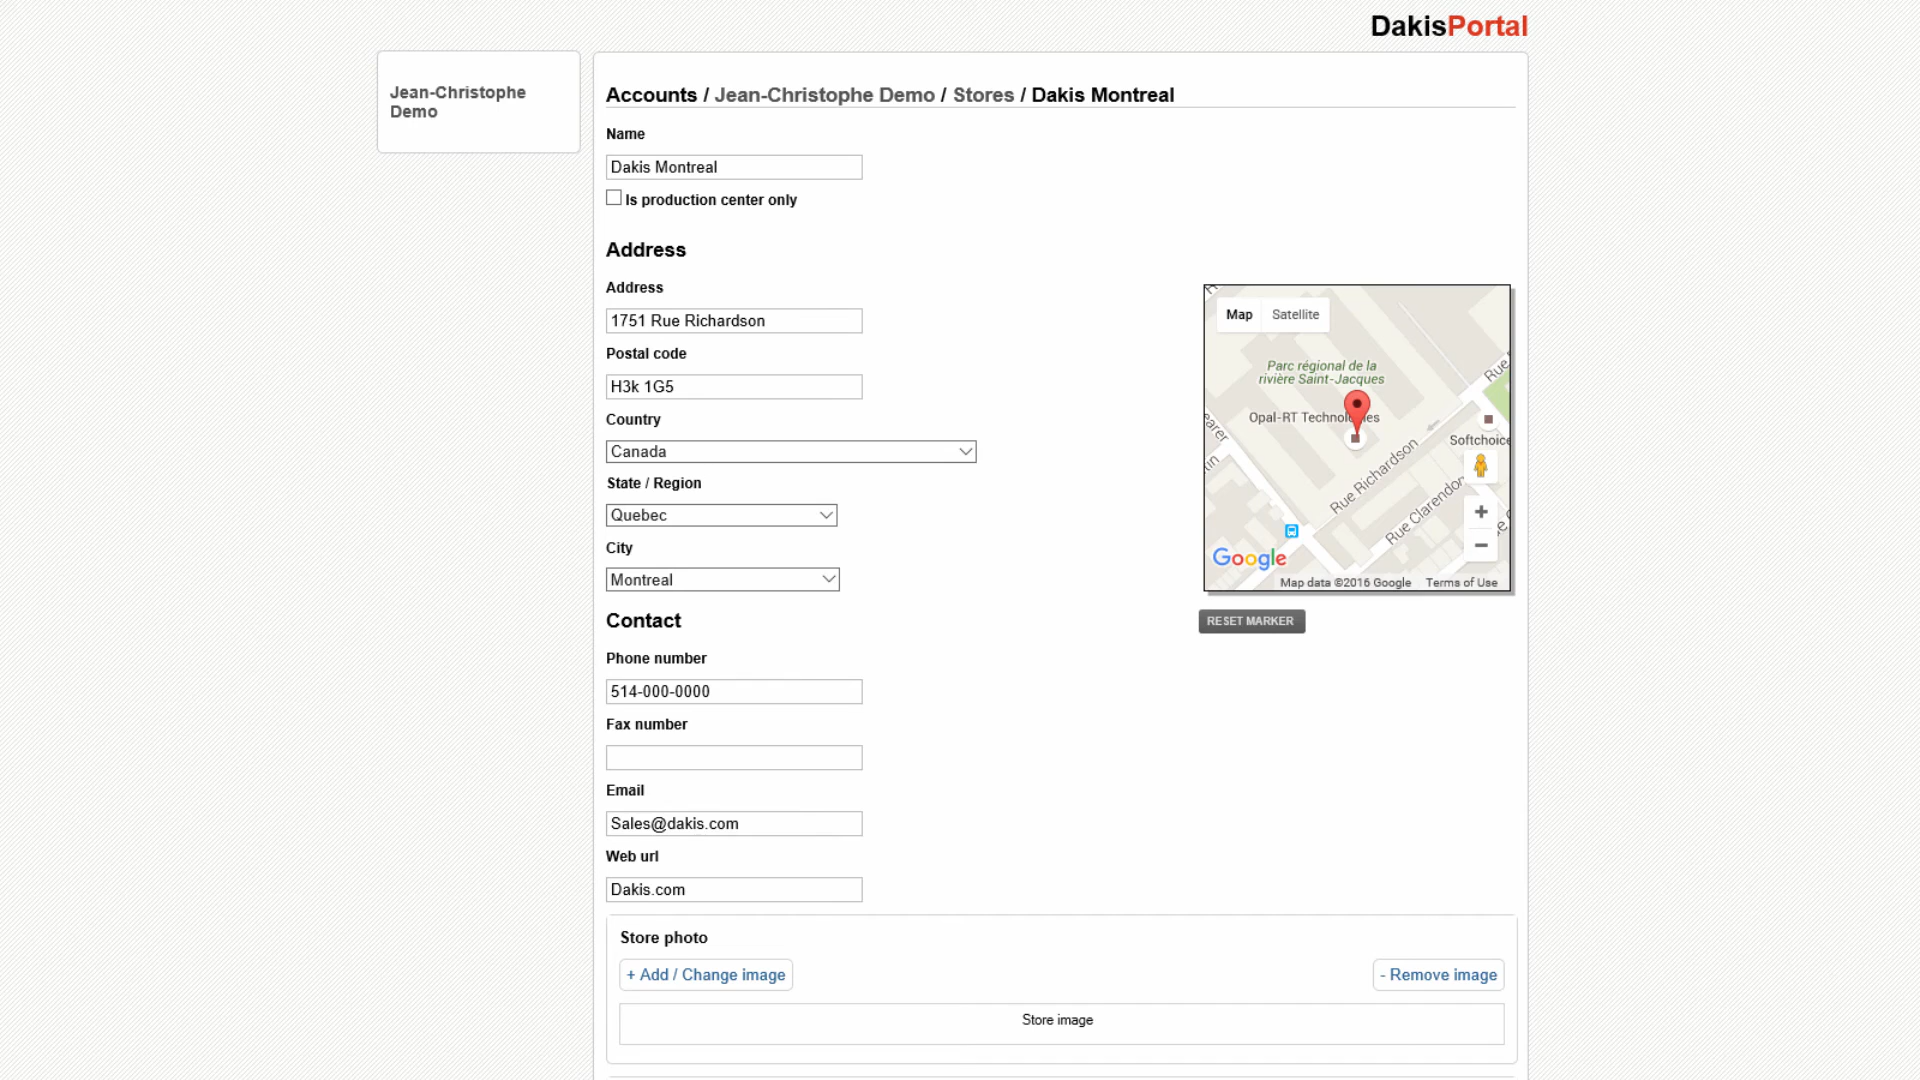 DakisPortal
Jean-Christophe
Demo
Accounts / Jean-Christophe Demo / Stores / Dakis Montreal
Name
Dakis Montreal
Is production center only
Address
Address
1751 Rue Richardson
Postal code
H3k 1G5
Country
Canada
State / Region
Quebec
City
Montreal
Map Satellite
Parc régional de la
rivière Saint-Jacques
Opal-RT Technologies
Softchoice
Rue Richardson
Rue Clarendon
Rue
Google
Map data ©2016 Google Terms of Use
RESET MARKER
Contact
Phone number
514-000-0000
Fax number
Email
Sales@dakis.com
Web url
Dakis.com
Store photo
+ Add / Change image
- Remove image
Store image